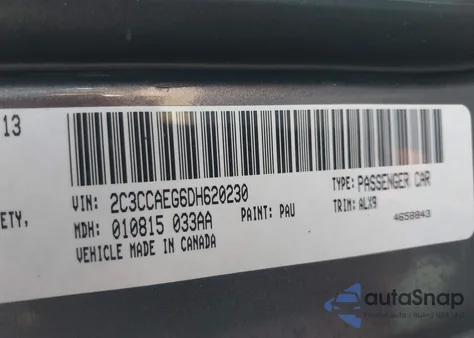 13
ETY,
VIN: 2C3CCAEG6DH620230
TYPE: PASSENGER CAR
MDH: 010815 033AA
PAINT: PAU
TRIM: ALX9
VEHICLE MADE IN CANADA
4658843
autoSnap